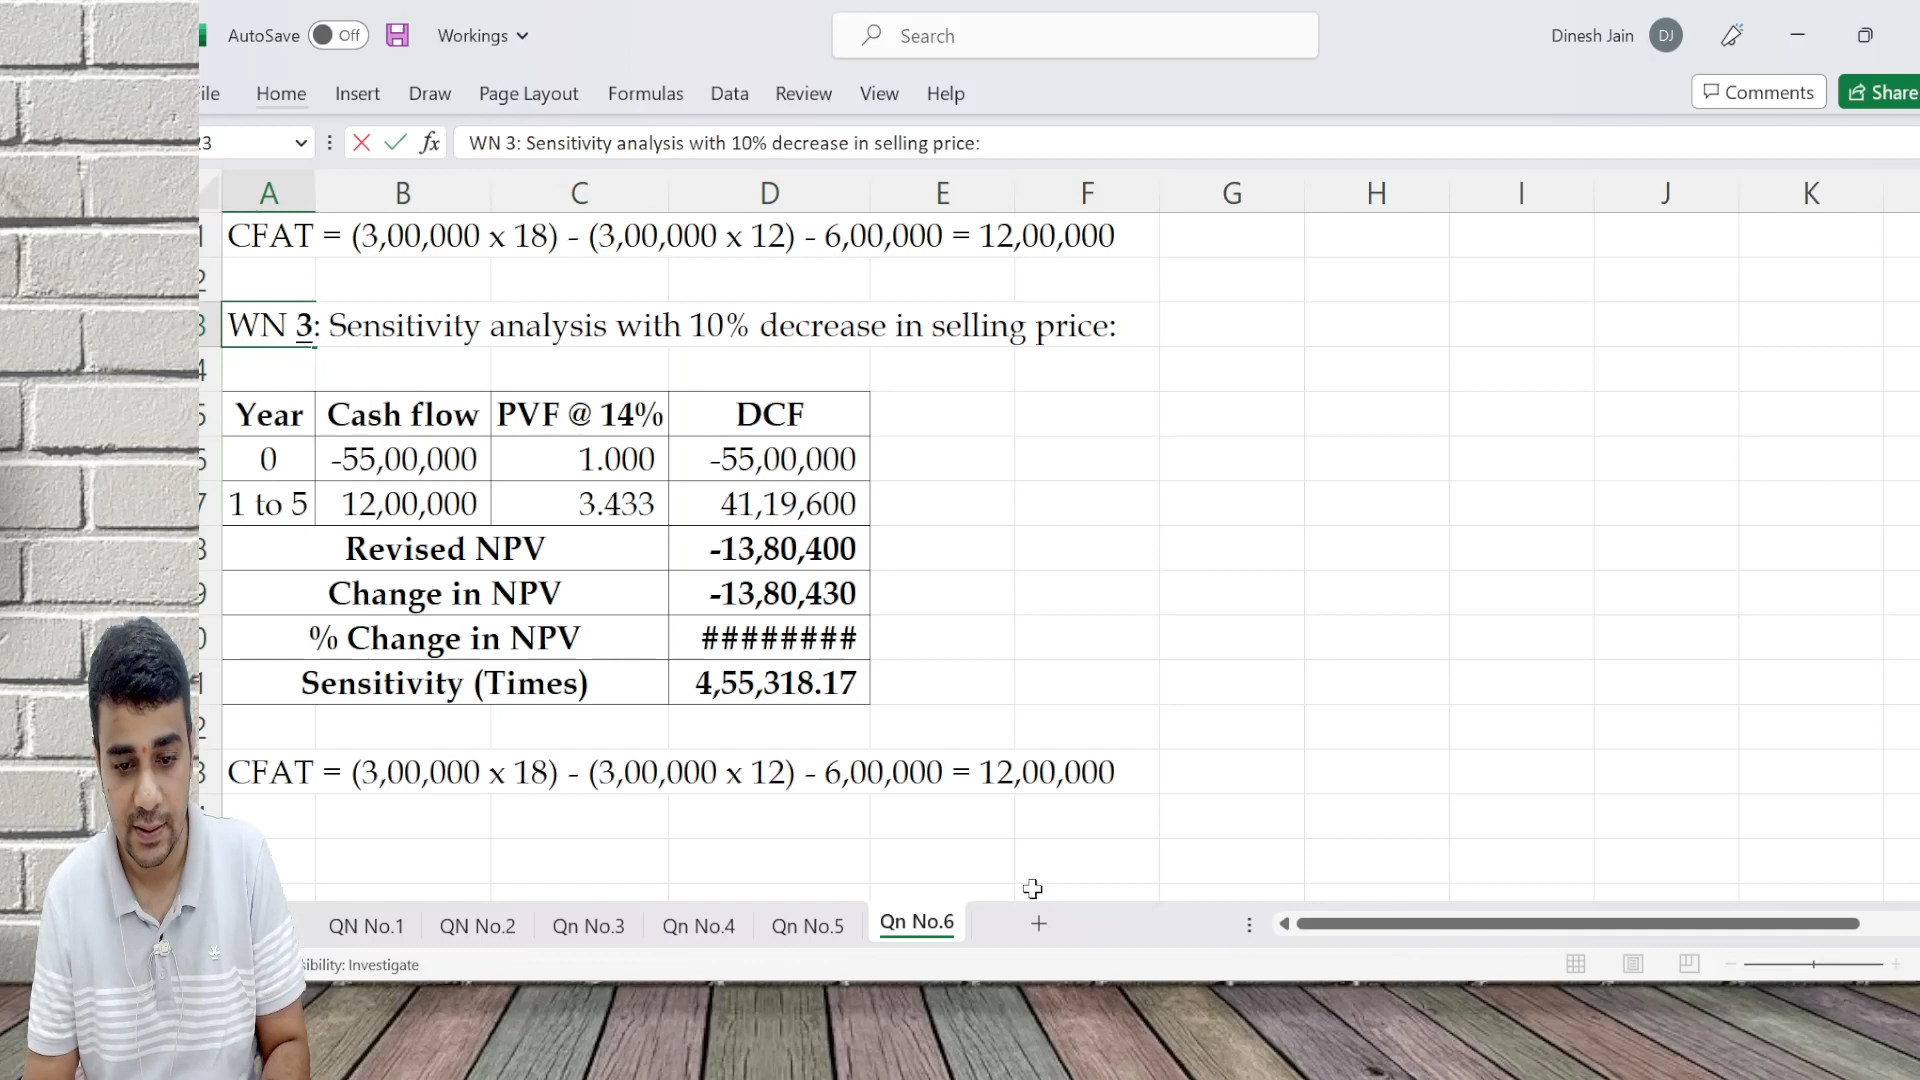 AutoSave Off Workings Search Dinesh Jain DJ
ile Home Insert Draw Page Layout Formulas Data Review View Help Comments Share
fx WN 3: Sensitivity analysis with 10% decrease in selling price:
A B C D E F G H I J K
CFAT = (3,00,000 x 18) - (3,00,000 x 12) - 6,00,000 = 12,00,000
WN 3: Sensitivity analysis with 10% decrease in selling price:
Year Cash flow PVF @ 14% DCF
0 -55,00,000 1.000 -55,00,000
1 to 5 12,00,000 3.433 41,19,600
Revised NPV -13,80,400
Change in NPV -13,80,430
% Change in NPV ########
Sensitivity (Times) 4,55,318.17
CFAT = (3,00,000 x 18) - (3,00,000 x 12) - 6,00,000 = 12,00,000
QN No.1 QN No.2 Qn No.3 Qn No.4 Qn No.5 Qn No.6
ibility: Investigate